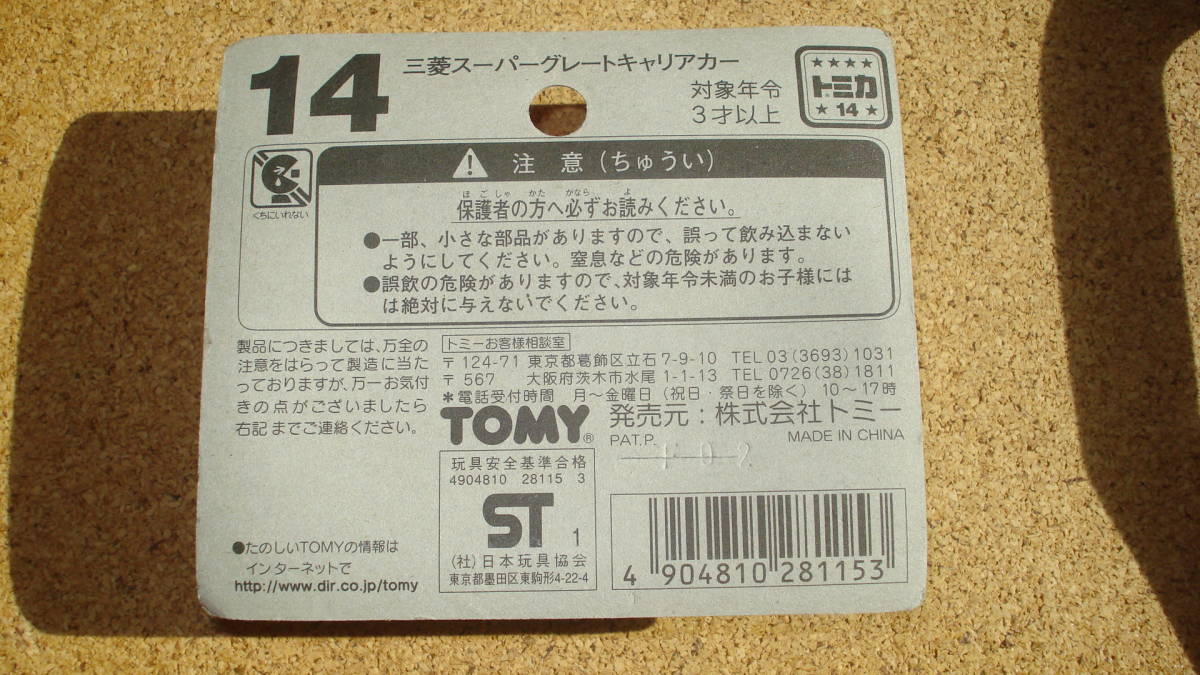 14
三菱スーパーグレートキャリアカー
対象年令
3才以上
★★★★
トミカ
★14★
くちにいれない
注 意（ちゅうい）
ほごしゃ かた かなら よ
保護者の方へ必ずお読みください。
●一部、小さな部品がありますので、誤って飲み込まない
ようにしてください。窒息などの危険があります。
●誤飲の危険がありますので、対象年令未満のお子様には
は絶対に与えないでください。
製品につきましては、万全の
注意をはらって製造に当た
っておりますが、万一お気付
きの点がございましたら
右記までご連絡ください。
トミーお客様相談室
〒124-71 東京都葛飾区立石7-9-10 TEL 03(3693)1031
〒567 大阪府茨木市水尾 1-1-13 TEL 0726(38)1811
＊電話受付時間 月～金曜日（祝日・祭日を除く）10～17時
TOMY®
発売元：株式会社トミー
PAT.P.
MADE IN CHINA
玩具安全基準合格
4904810 28115 3
ST 1
(社)日本玩具協会
東京都墨田区東駒形4-22-4
●たのしいTOMYの情報は
インターネットで
http://www.dir.co.jp/tomy
4 904810 281153